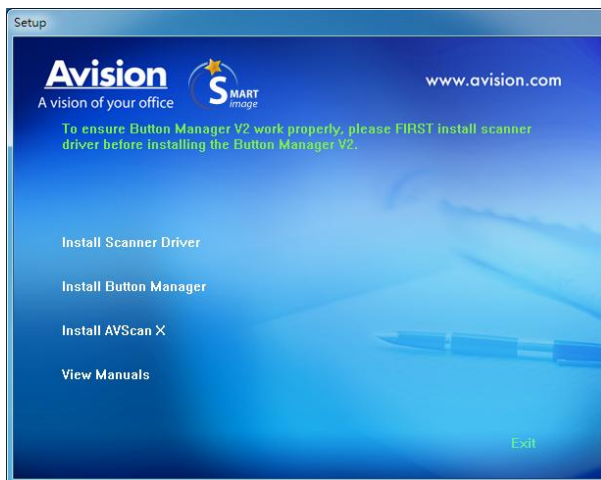 Setup
Avision
A vision of your office
SMART
image
www.avision.com
To ensure Button Manager V2 work properly, please FIRST install scanner
driver before installing the Button Manager V2.
Install Scanner Driver
Install Button Manager
Install AVScan X
View Manuals
Exit